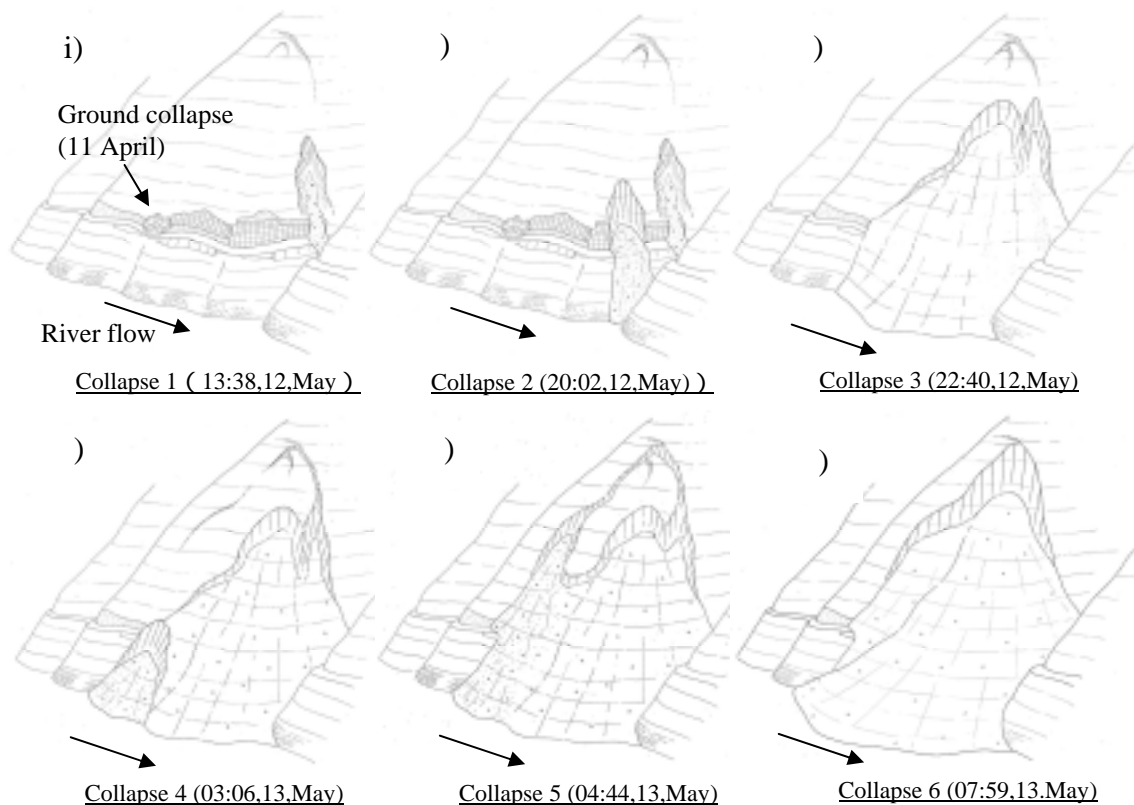 i)
)
)
Ground collapse
(11 April)
River flow
Collapse 1 ( 13:38,12,May )
Collapse 2 (20:02,12,May) )
Collapse 3 (22:40,12,May)
)
)
)
Collapse 4 (03:06,13,May)
Collapse 5 (04:44,13,May)
Collapse 6 (07:59,13.May)